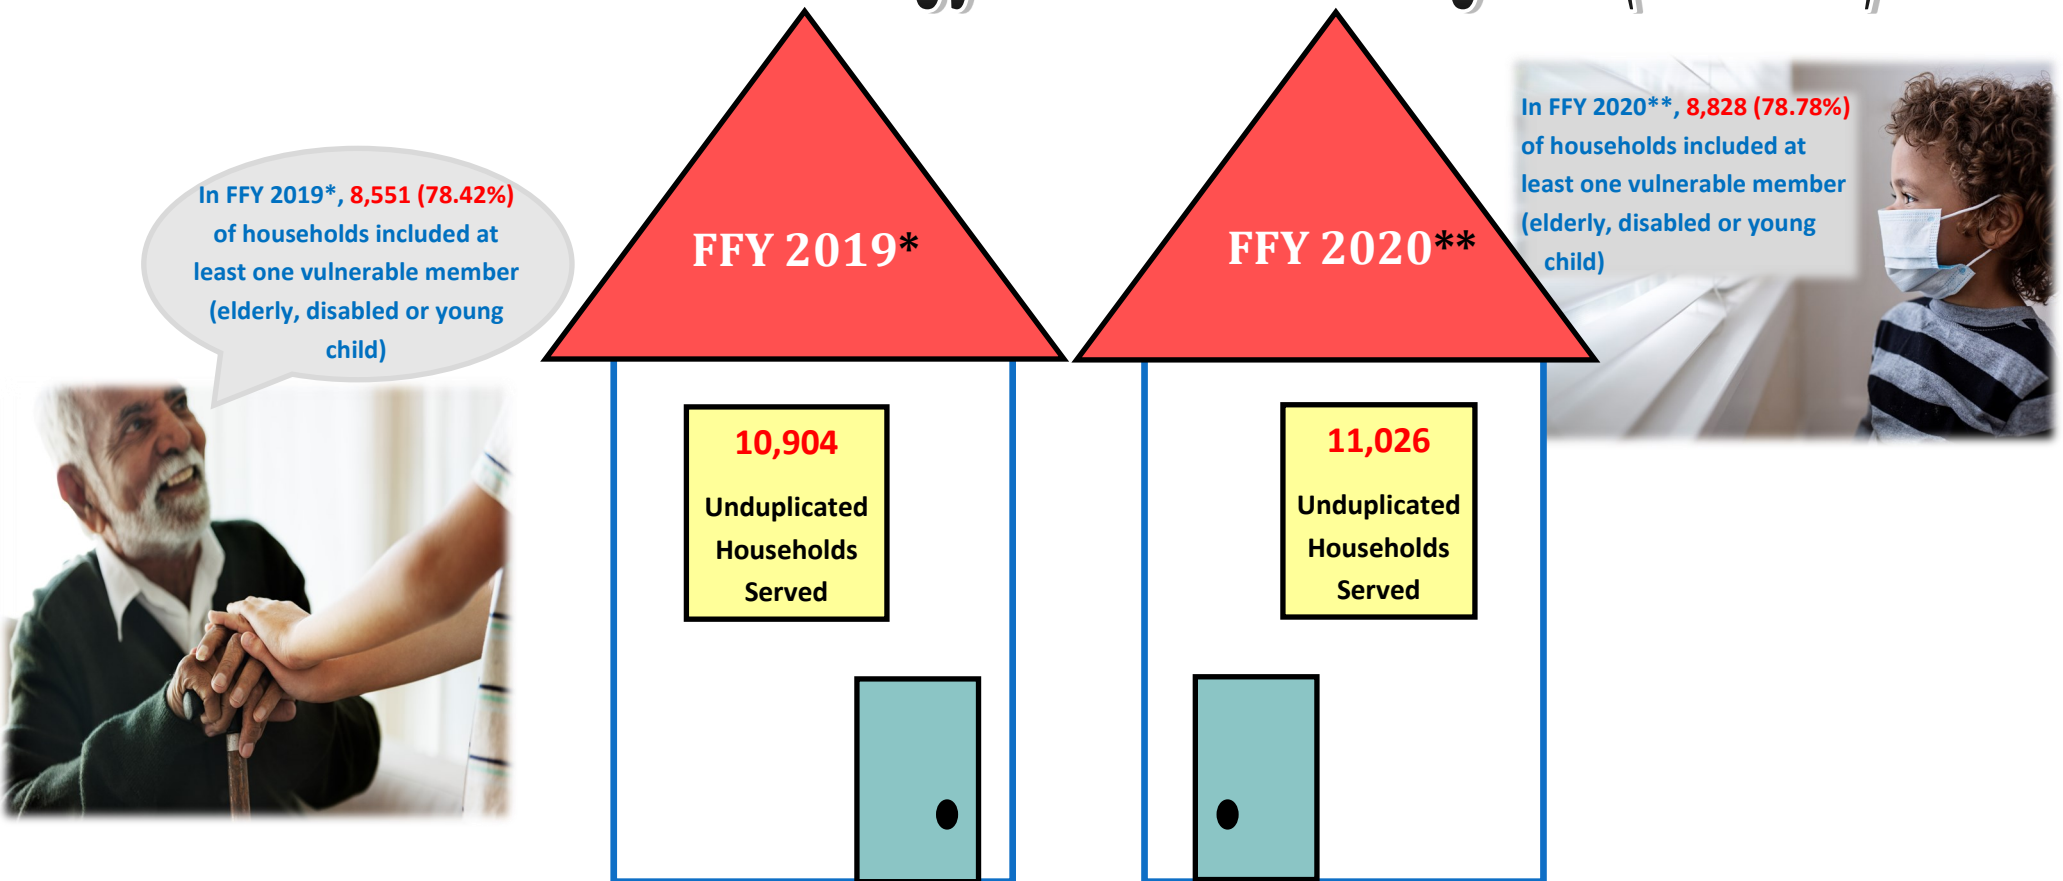 In FFY 2019*, 8,551 (78.42%)
of households included at
least one vulnerable member
(elderly, disabled or young
child)
FFY 2019*
10,904
Unduplicated
Households
Served
FFY 2020**
11,026
Unduplicated
Households
Served
In FFY 2020**, 8,828 (78.78%)
of households included at
least one vulnerable member
(elderly, disabled or young
child)